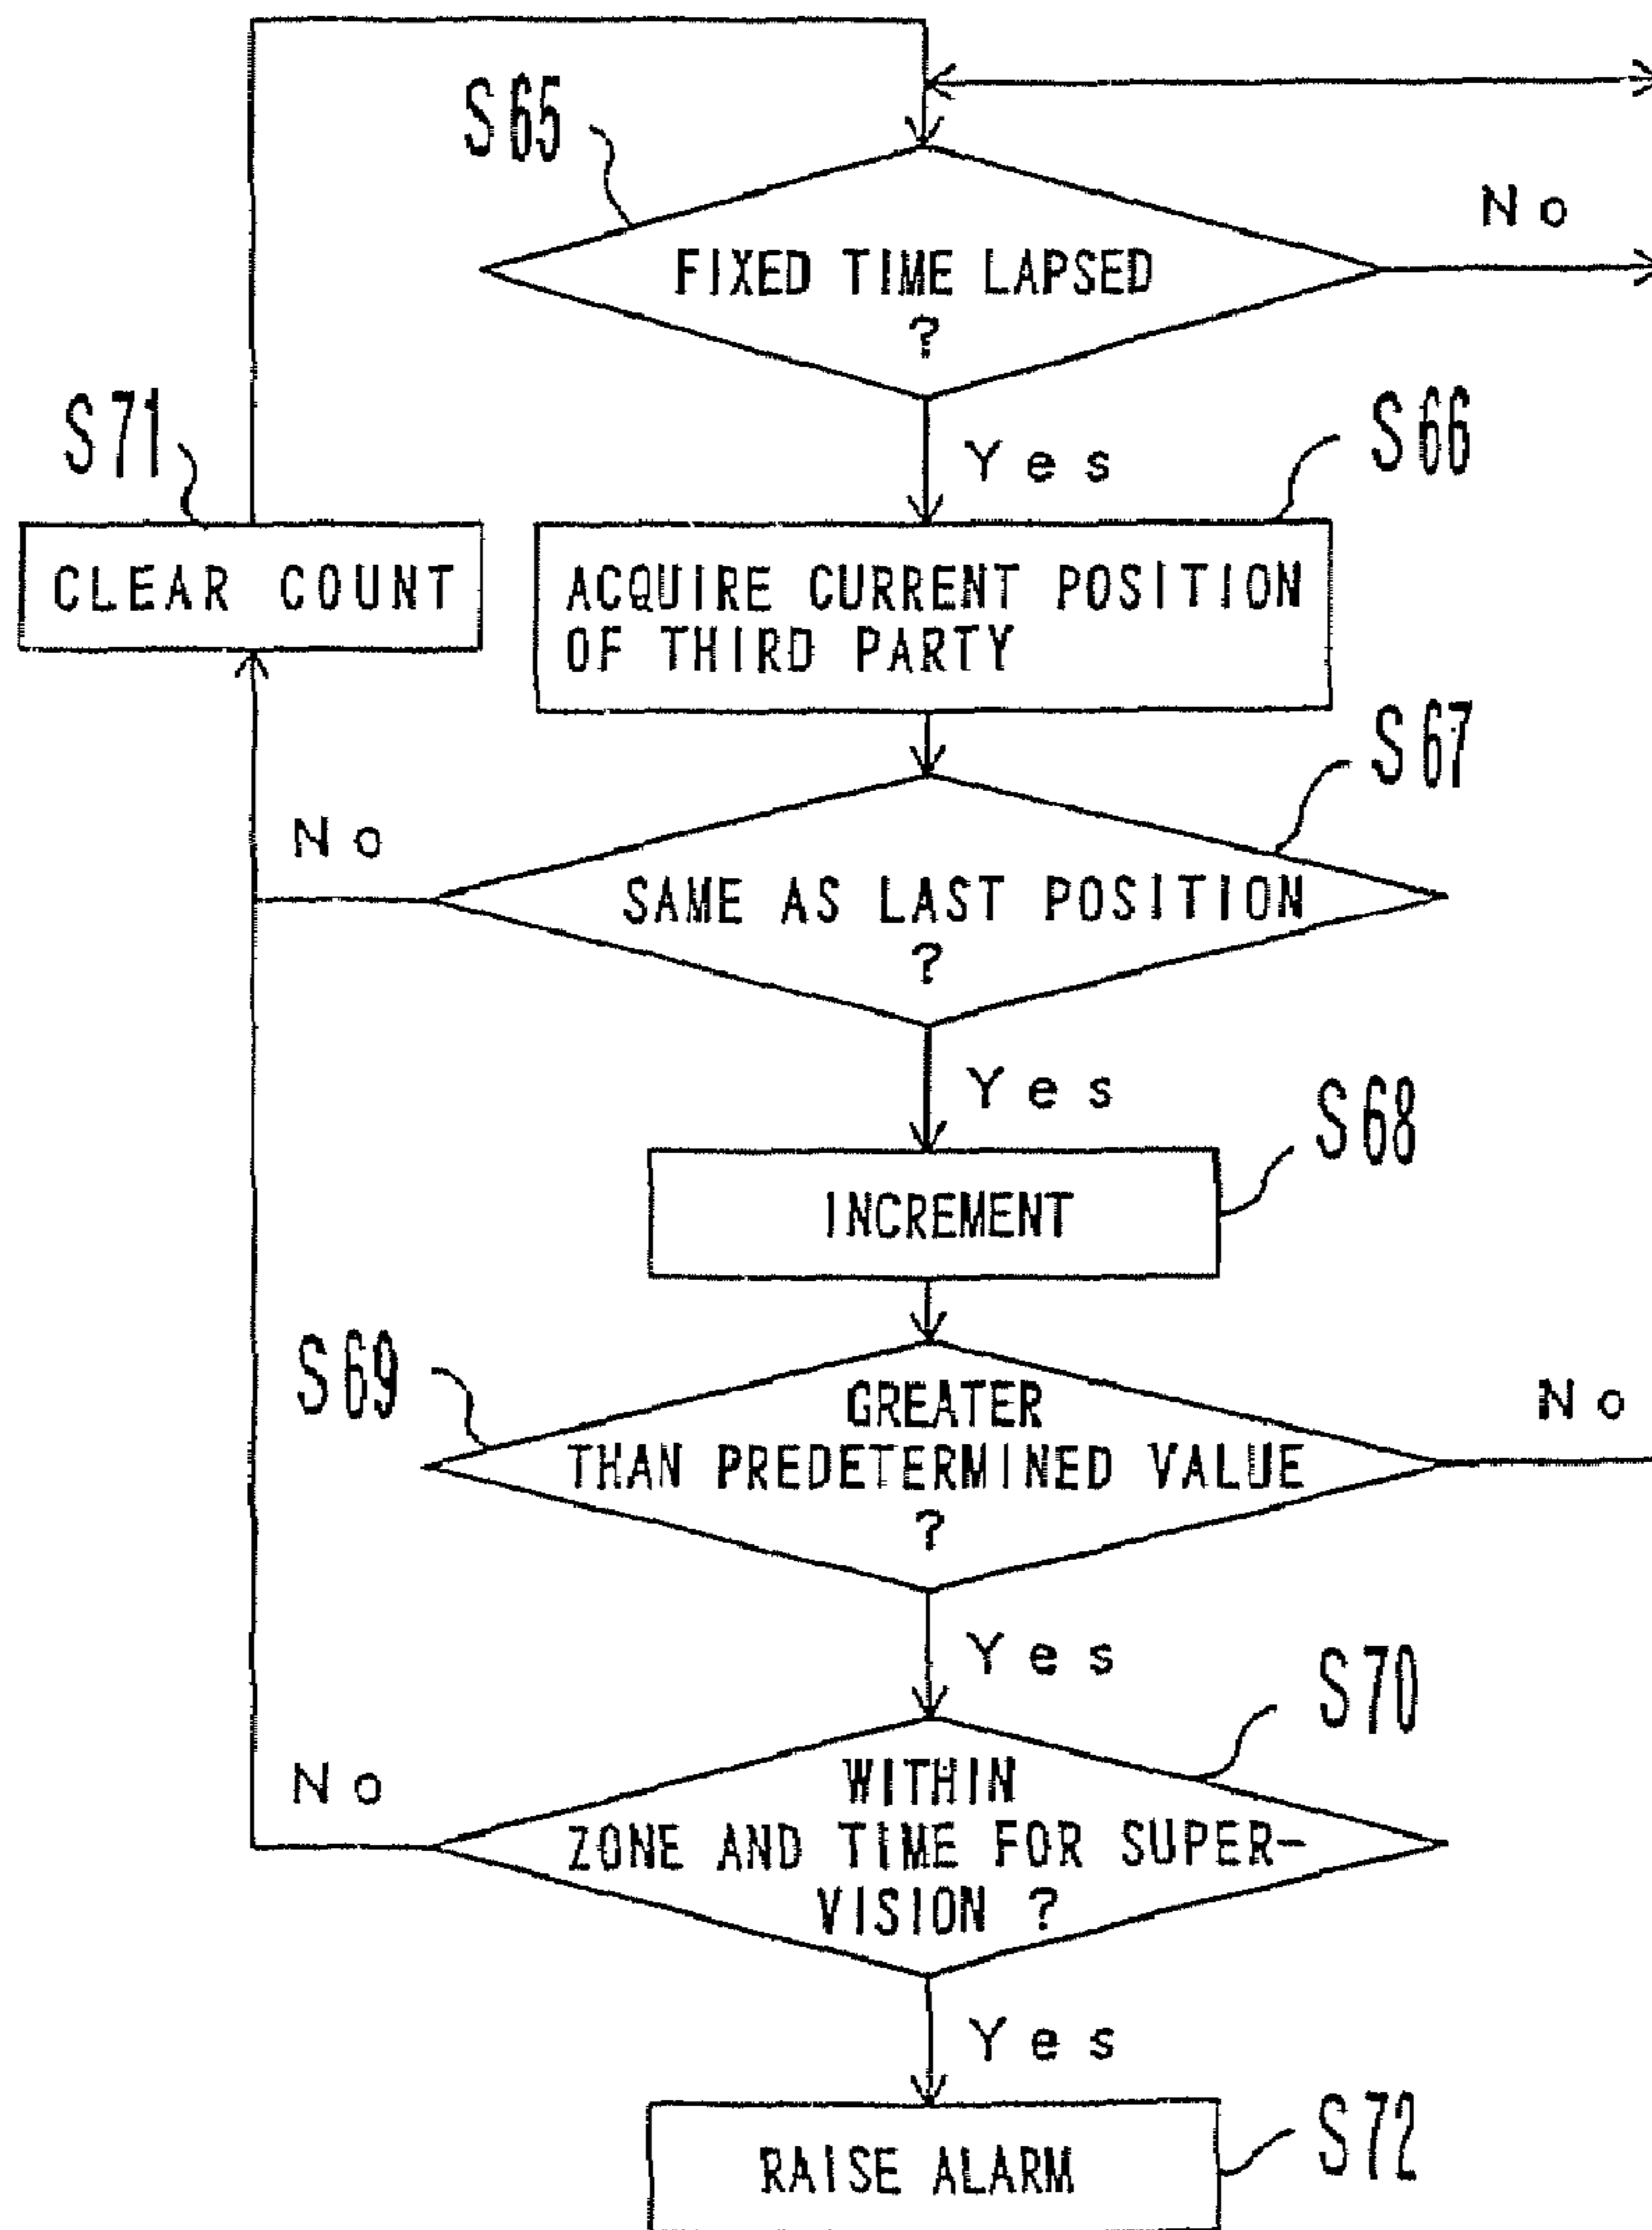 S65
No
FIXED TIME LAPSED
?
S71
Yes
S66
CLEAR COUNT
ACQUIRE CURRENT POSITION
OF THIRD PARTY
S67
No
SAME AS LAST POSITION
?
Yes
S68
INCREMENT
S69
GREATER
No
THAN PREDETERMINED VALUE
?
Yes
S70
No
WITHIN
ZONE AND TIME FOR SUPER-
VISION ?
Yes
S72
RAISE ALARM